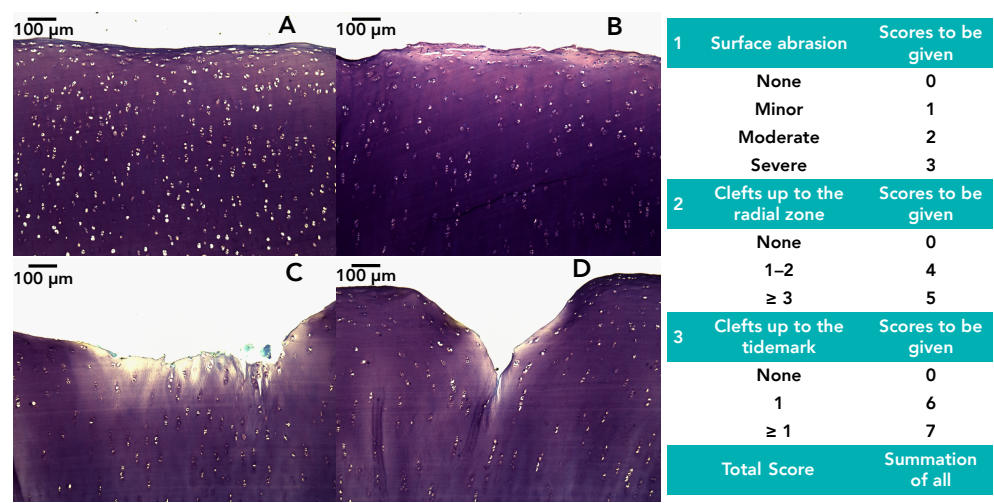 100 µm
A
100 µm
B
100 µm
C
100 µm
D
1 Surface abrasion Scores to be given
None 0
Minor 1
Moderate 2
Severe 3
2 Clefts up to the radial zone Scores to be given
None 0
1–2 4
≥ 3 5
3 Clefts up to the tidemark Scores to be given
None 0
1 6
≥ 1 7
Total Score Summation of all